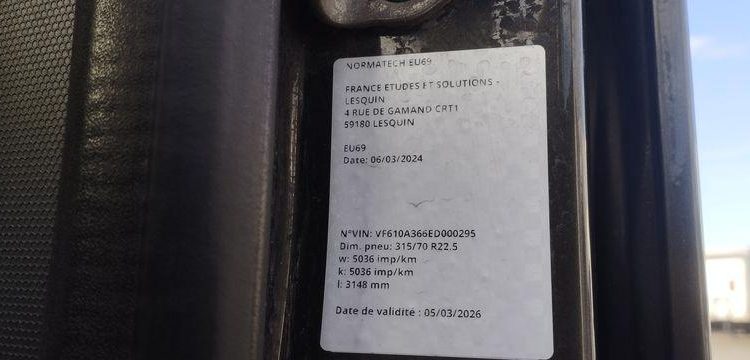 NORMATECH EU69
FRANCE ETUDES ET SOLUTIONS -
LESQUIN
4 RUE DE GAMAND CRT1
59180 LESQUIN
EU69
Date: 06/03/2024
N°VIN: VF610A366ED000295
Dim. pneu: 315/70 R22.5
w: 5036 imp/km
k: 5036 imp/km
l: 3148 mm
Date de validité : 05/03/2026